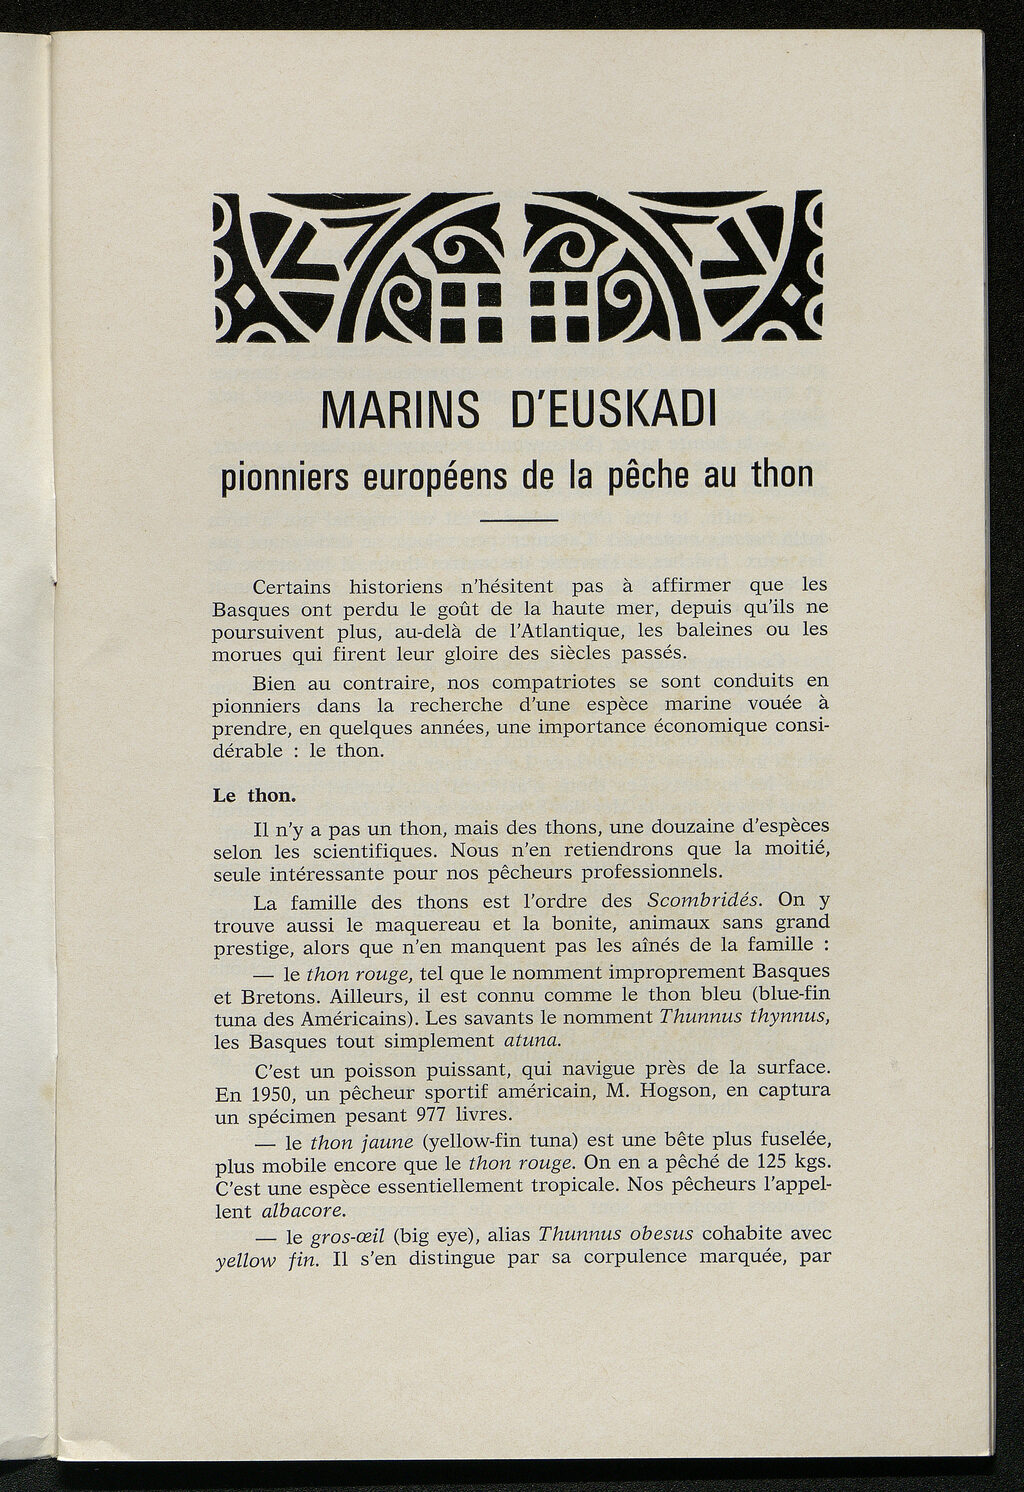 MARINS D'EUSKADI
pionniers européens de la pêche au thon
Certains historiens n'hésitent pas à affirmer que les
Basques ont perdu le goût de la haute mer, depuis qu'ils ne
poursuivent plus, au-delà de l'Atlantique, les baleines ou les
morues qui firent leur gloire des siècles passés.
Bien au contraire, nos compatriotes se sont conduits en
pionniers dans la recherche d'une espèce marine vouée à
prendre, en quelques années, une importance économique consi-
dérable : le thon.
Le thon.
Il n'y a pas un thon, mais des thons, une douzaine d'espèces
selon les scientifiques. Nous n'en retiendrons que la moitié,
seule intéressante pour nos pêcheurs professionnels.
La famille des thons est l'ordre des Scombridés. On y
trouve aussi le maquereau et la bonite, animaux sans grand
prestige, alors que n'en manquent pas les aînés de la famille :
— le thon rouge, tel que le nomment improprement Basques
et Bretons. Ailleurs, il est connu comme le thon bleu (blue-fin
tuna des Américains). Les savants le nomment Thunnus thynnus,
les Basques tout simplement atuna.
C'est un poisson puissant, qui navigue près de la surface.
En 1950, un pêcheur sportif américain, M. Hogson, en captura
un spécimen pesant 977 livres.
— le thon jaune (yellow-fin tuna) est une bête plus fuselée,
plus mobile encore que le thon rouge. On en a pêché de 125 kgs.
C'est une espèce essentiellement tropicale. Nos pêcheurs l'appel-
lent albacore.
— le gros-œil (big eye), alias Thunnus obesus cohabite avec
yellow fin. Il s'en distingue par sa corpulence marquée, par